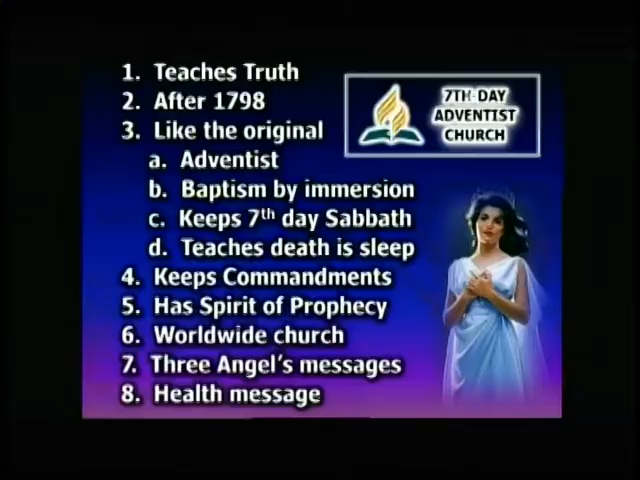 1. Teaches Truth
2. After 1798
3. Like the original
a. Adventist
b. Baptism by immersion
c. Keeps 7th day Sabbath
d. Teaches death is sleep
4. Keeps Commandments
5. Has Spirit of Prophecy
6. Worldwide church
7. Three Angel's messages
8. Health message
7TH-DAY
ADVENTIST
CHURCH